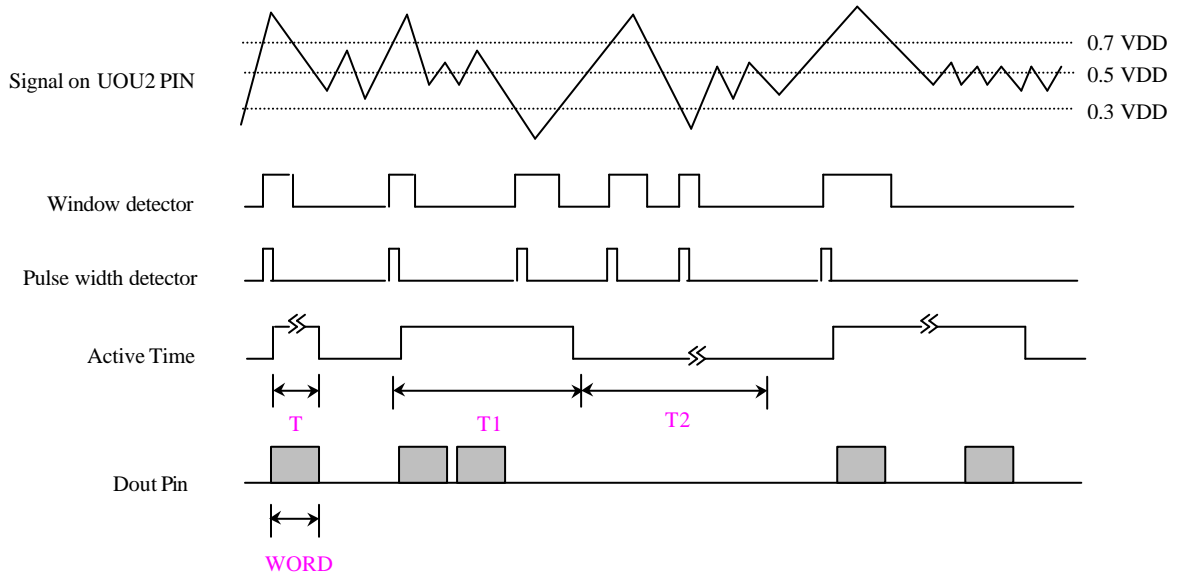 0.7 VDD
Signal on UOU2 PIN
0.5 VDD
0.3 VDD
Window detector
Pulse width detector
Active Time
T
T1
T2
Dout Pin
WORD